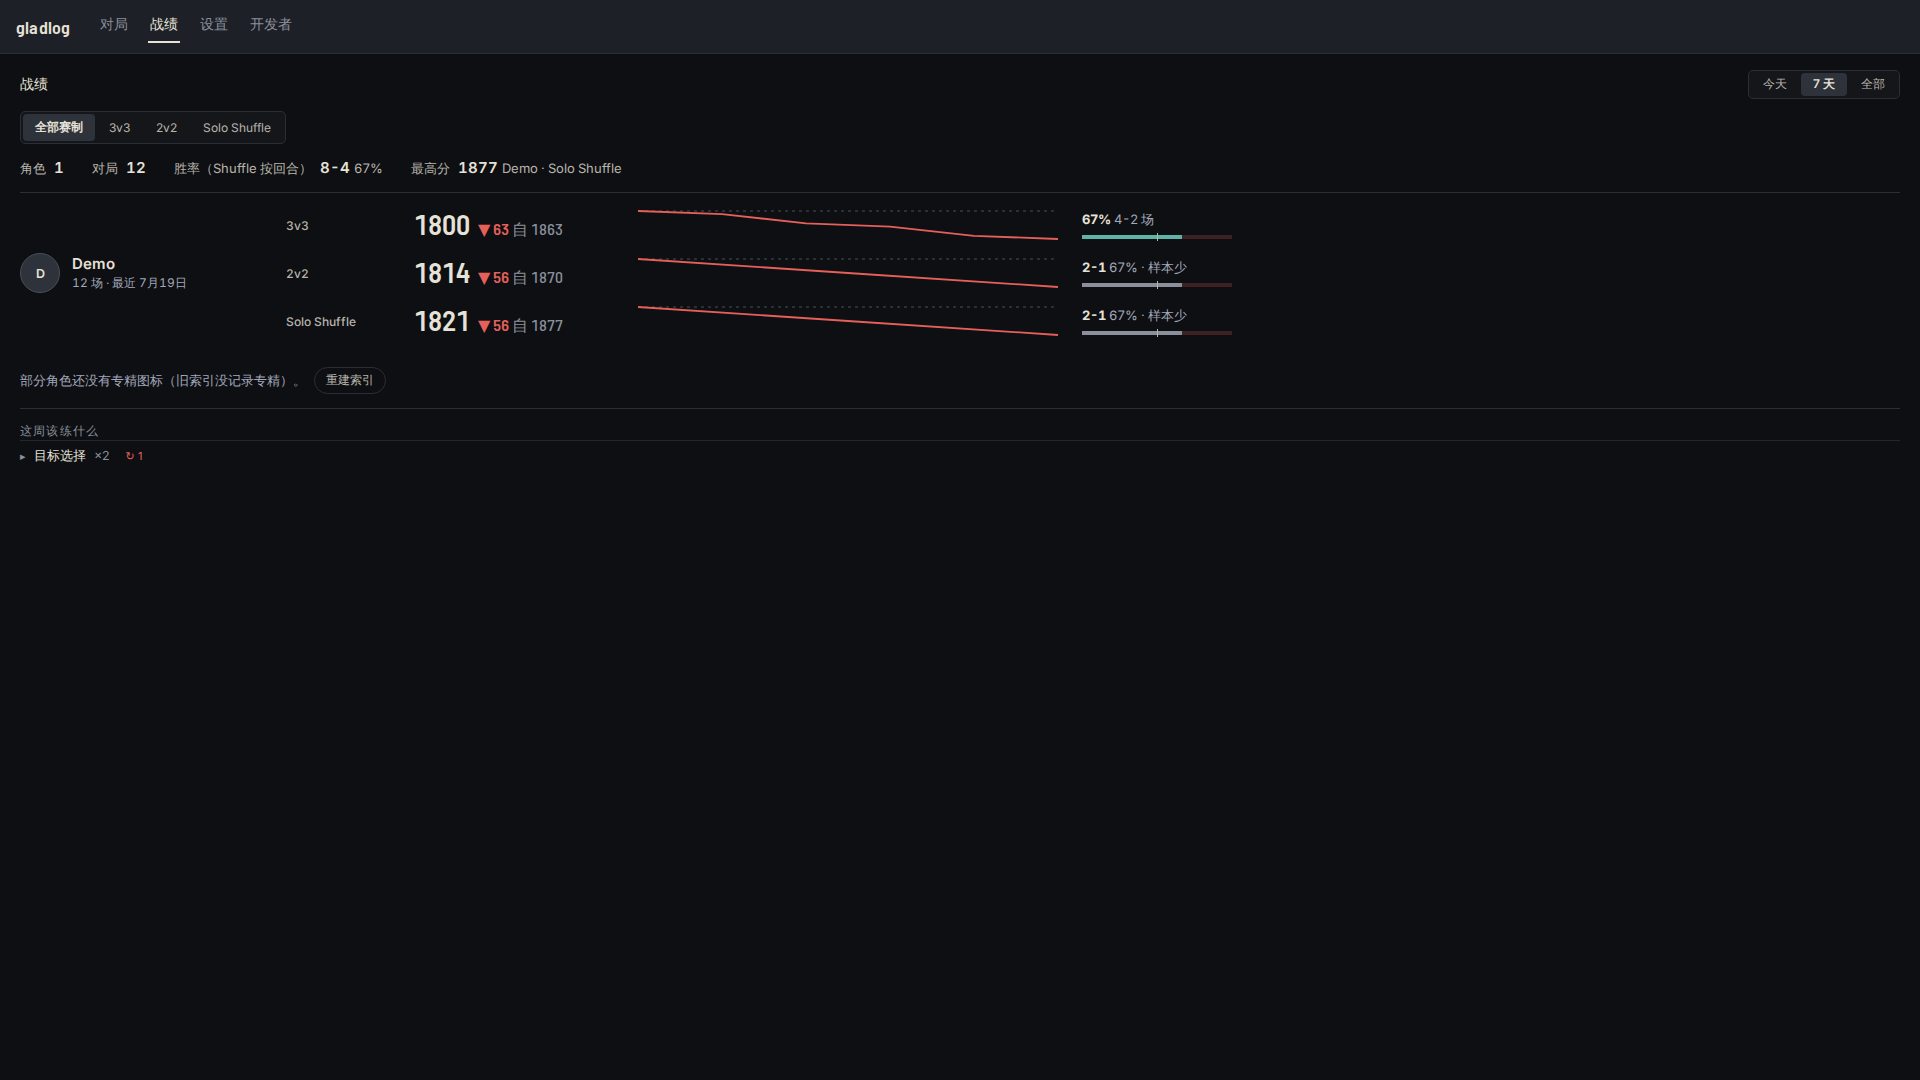 gladlog 对局 战绩 设置 开发者
战绩 今天 7 天 全部
全部赛制 3v3 2v2 Solo Shuffle
角色 1 对局 12 胜率（Shuffle 按回合） 8-4 67% 最高分 1877 Demo · Solo Shuffle
3v3 1800 ▼63 自 1863 67% 4-2 场
D Demo
12 场 · 最近 7月19日
2v2 1814 ▼56 自 1870 2-1 67% · 样本少
Solo Shuffle 1821 ▼56 自 1877 2-1 67% · 样本少
部分角色还没有专精图标（旧索引没记录专精）。 重建索引
这周该练什么
▸ 目标选择 ×2 ↻ 1